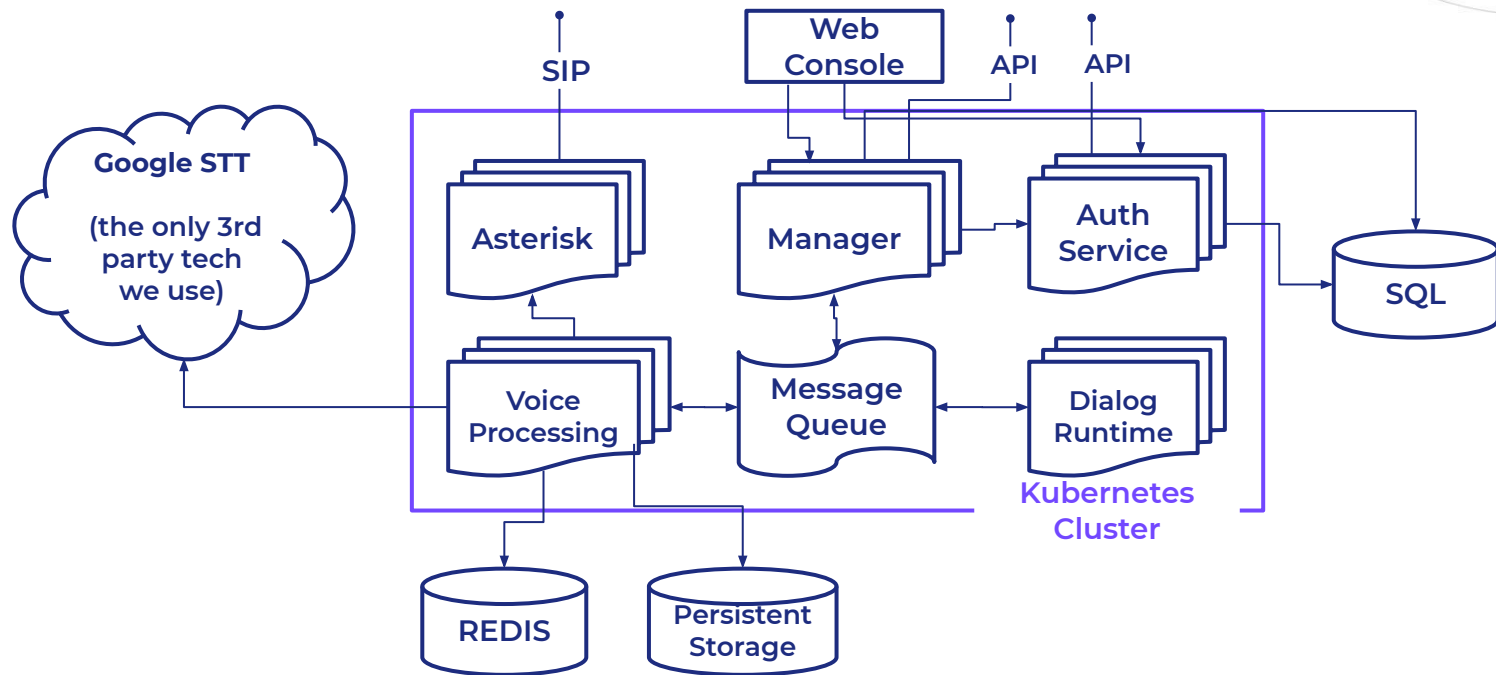 SIP
Web
Console
API
API
Google STT
(the only 3rd
party tech
we use)
Asterisk
Manager
Auth
Service
SQL
Voice
Processing
Message
Queue
Dialog
Runtime
Kubernetes
Cluster
REDIS
Persistent
Storage